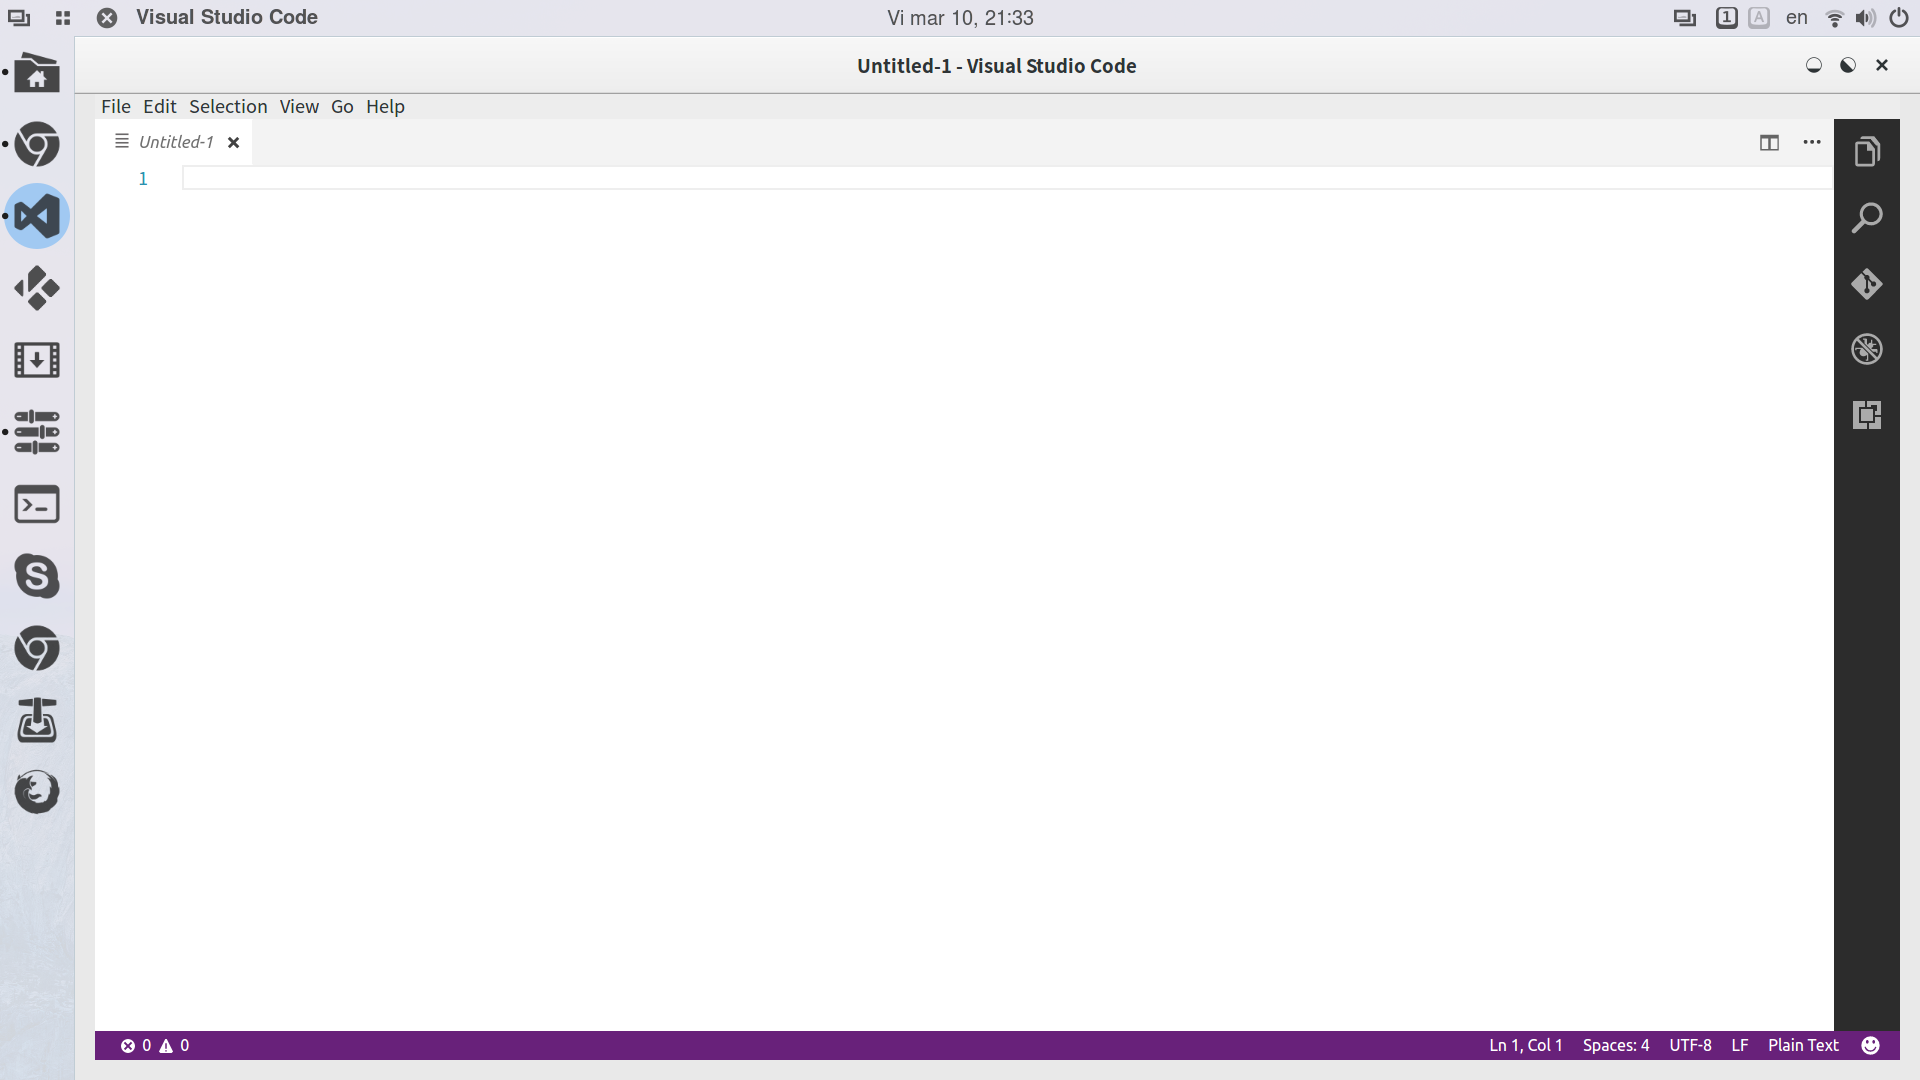 Visual Studio Code
Vi mar 10, 21:33
1 A en
Untitled-1 - Visual Studio Code
File Edit Selection View Go Help
Untitled-1
1
0 0
Ln 1, Col 1 Spaces: 4 UTF-8 LF Plain Text